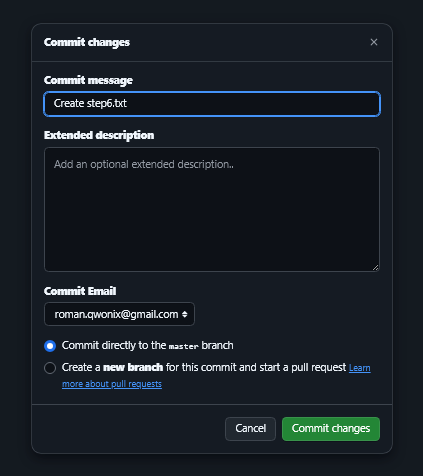 Commit changes
Commit message
Create step6.txt
Extended description
Add an optional extended description..
Commit Email
roman.qwonix@gmail.com
Commit directly to the master branch
Create a new branch for this commit and start a pull request Learn
more about pull requests
Cancel
Commit changes